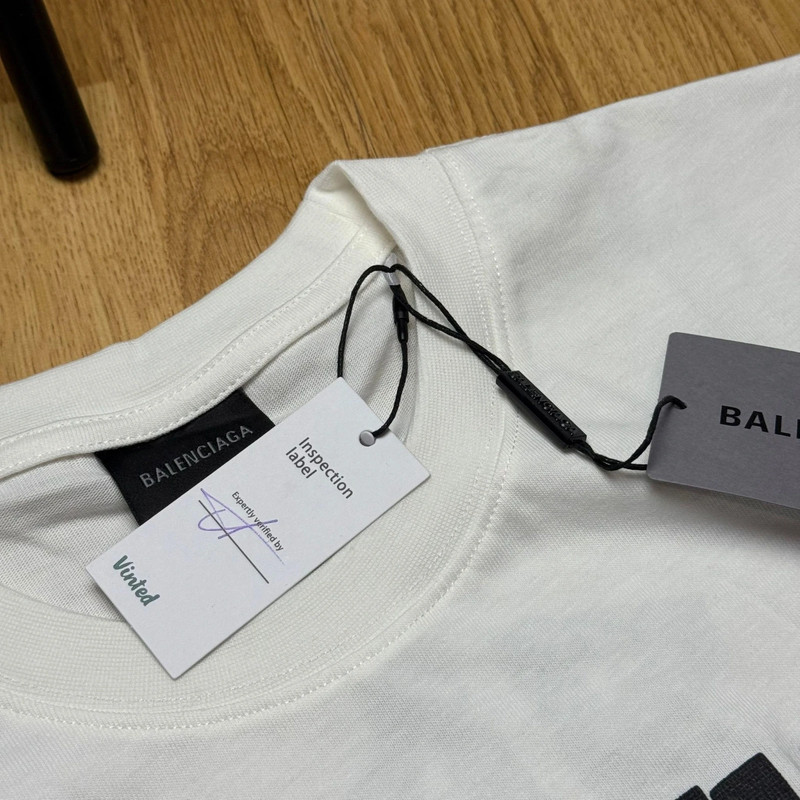 BALENCIAGA
Inspection
label
Expertly verified by
Vinted
BAL